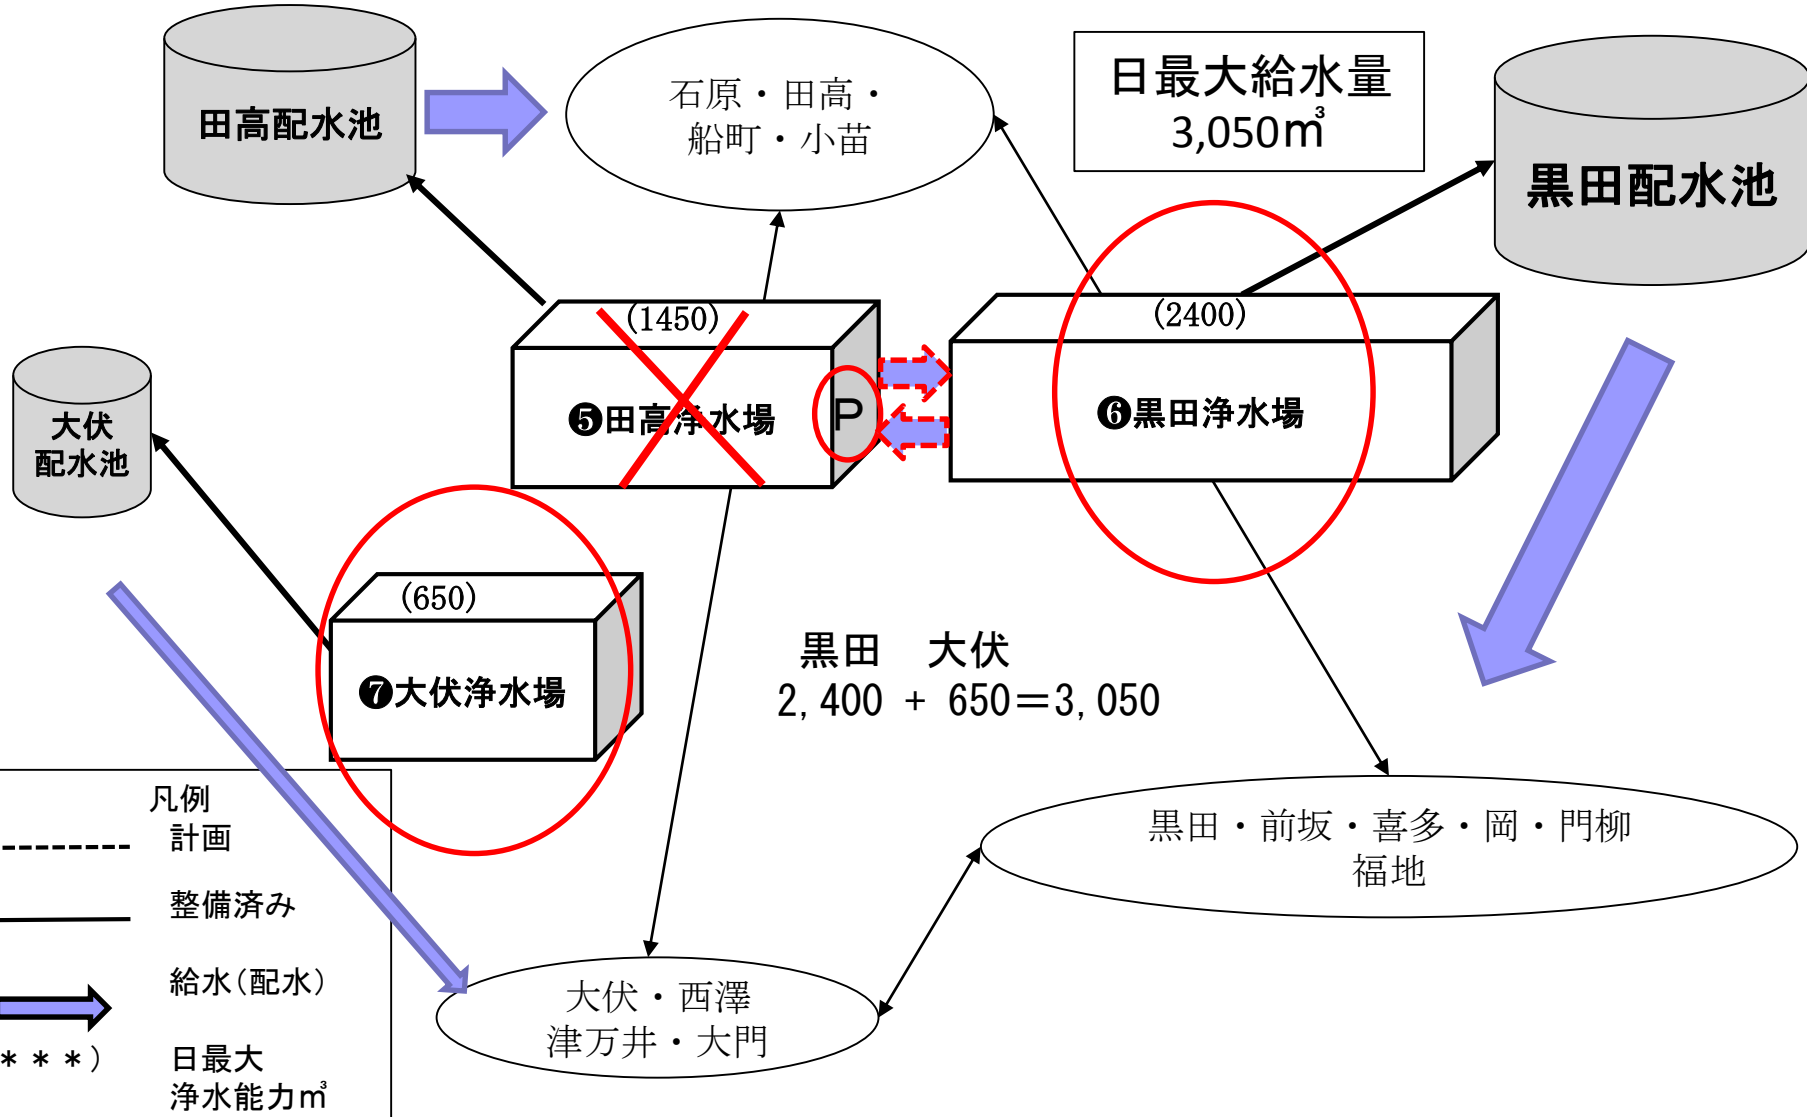 田高配水池
石原・田高・
船町・小苗
日最大給水量
3,050㎥
黒田配水池
(1450)
(2400)
大伏
配水池
❺田高浄水場
P
❻黒田浄水場
(650)
❼大伏浄水場
黒田 大伏
2,400 + 650＝3,050
凡例
計画
整備済み
給水(配水)
＊＊＊) 日最大
浄水能力㎥
黒田・前坂・喜多・岡・門柳
福地
大伏・西澤
津万井・大門